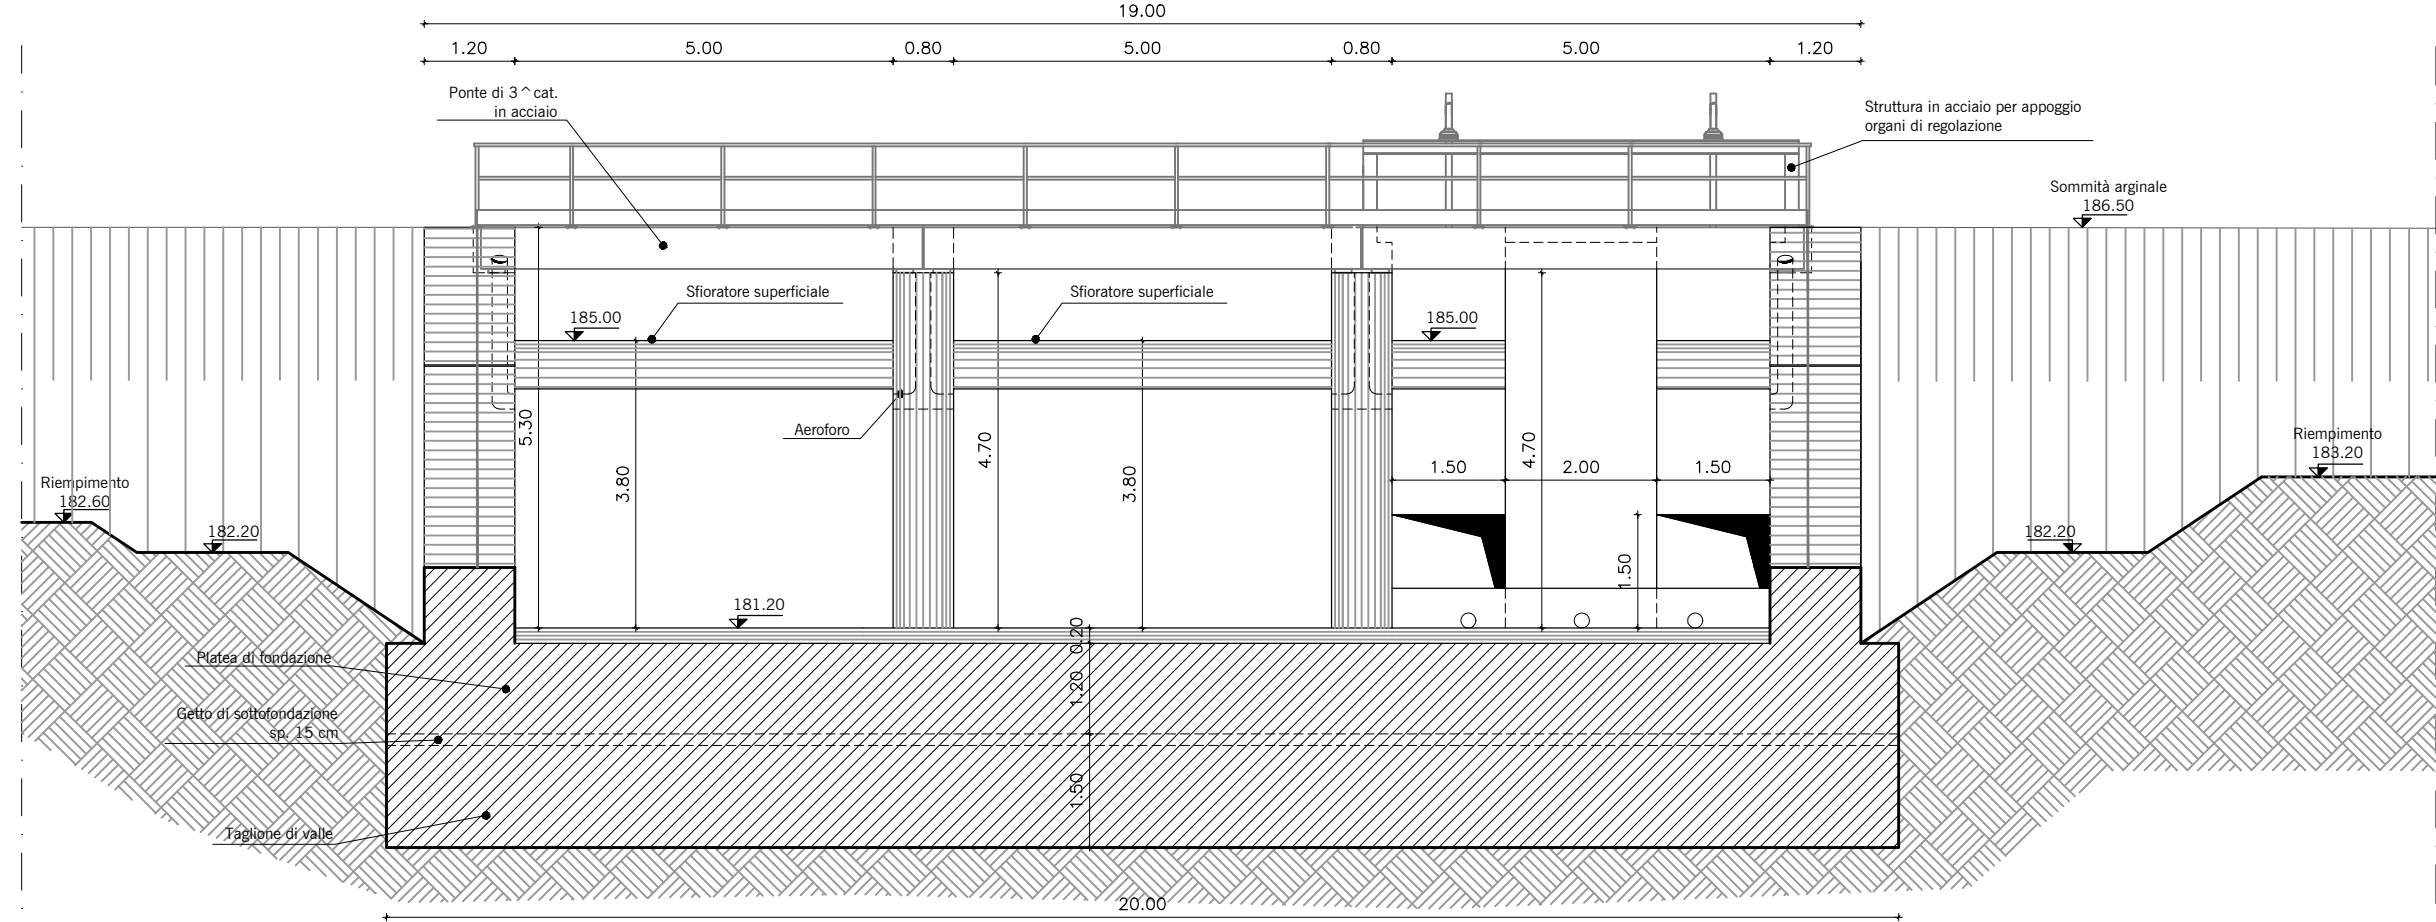 19.00
1.20 5.00 0.80 5.00 0.80 5.00 1.20
Ponte di 3^cat.
in acciaio
Struttura in acciaio per appoggio
organi di regolazione
Sommità arginale
186.50
Sfioratore superficiale
Sfioratore superficiale
185.00
185.00
5.30
3.80
Aeroforo
4.70
3.80
4.70
1.50 2.00 1.50
1.50
Riempimento
182.60
182.20
Riempimento
183.20
182.20
181.20
0.20
Platea di fondazione
1.20
Getto di sottofondazione
sp. 15 cm
1.50
Taglione di valle
20.00